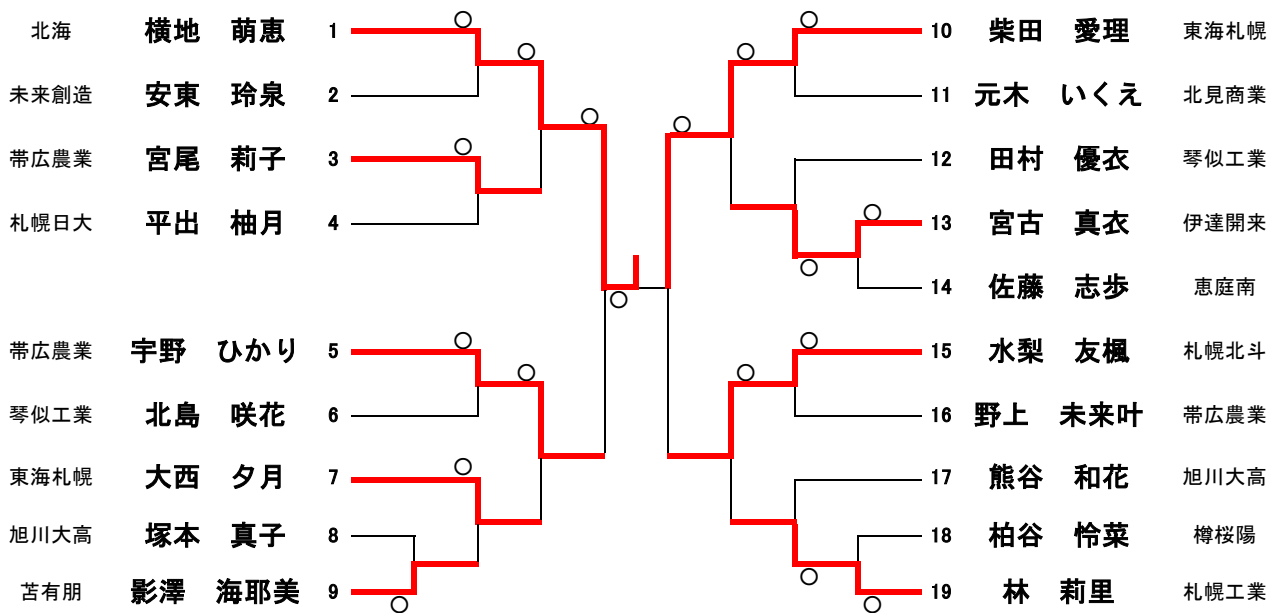 北海 横地 萌恵 1
未来創造 安東 玲泉 2
帯広農業 宮尾 莉子 3
札幌日大 平出 柚月 4
帯広農業 宇野 ひかり 5
琴似工業 北島 咲花 6
東海札幌 大西 夕月 7
旭川大高 塚本 真子 8
苫有朋 影澤 海耶美 9
10 柴田 愛理 東海札幌
11 元木 いくえ 北見商業
12 田村 優衣 琴似工業
13 宮古 真衣 伊達開来
14 佐藤 志歩 恵庭南
15 水梨 友楓 札幌北斗
16 野上 未来叶 帯広農業
17 熊谷 和花 旭川大高
18 柏谷 怜菜 樽桜陽
19 林 莉里 札幌工業